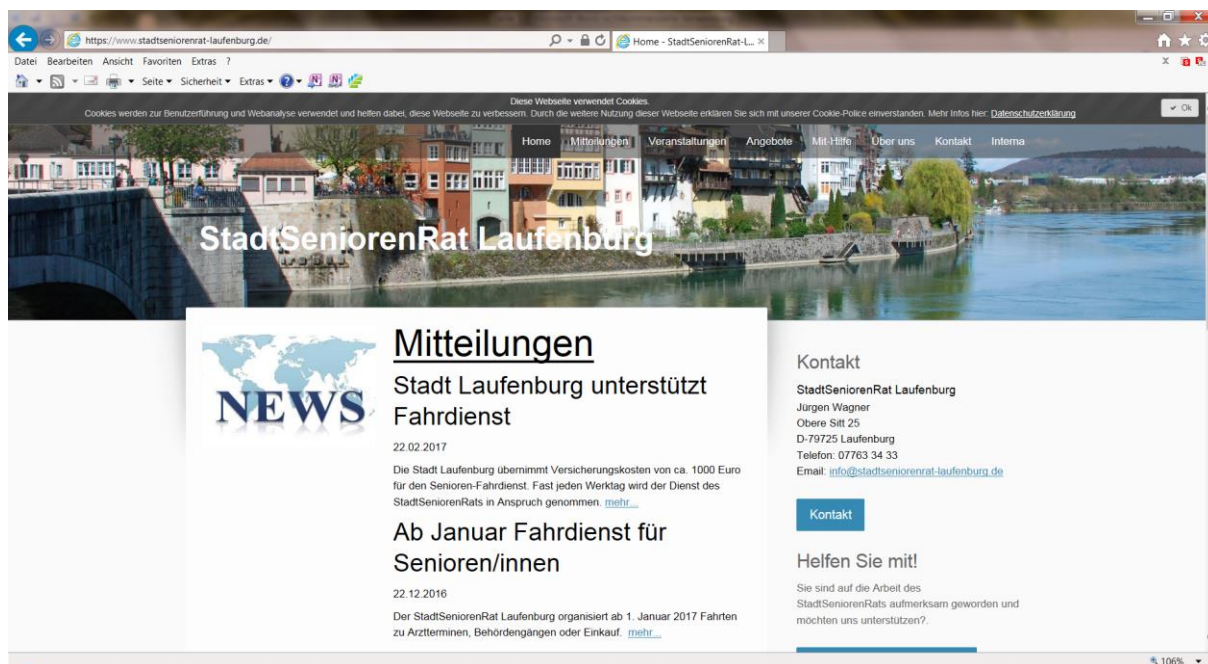 https://www.stadtseniorenrat-laufenburg.de/
Home - StadtSeniorenRat-L...
Datei Bearbeiten Ansicht Favoriten Extras ?
Seite Sicherheit Extras
Diese Webseite verwendet Cookies.
Cookies werden zur Benutzerführung und Webanalyse verwendet und helfen dabei, diese Webseite zu verbessern. Durch die weitere Nutzung dieser Webseite erklären Sie sich mit unserer Cookie-Police einverstanden. Mehr Infos hier: Datenschutzerklärung
Ok
Home Mitteilungen Veranstaltungen Angebote Mit-Hilfe Über uns Kontakt Interna
StadtSeniorenRat Laufenburg
NEWS
Mitteilungen
Stadt Laufenburg unterstützt
Fahrdienst
22.02.2017
Die Stadt Laufenburg übernimmt Versicherungskosten von ca. 1000 Euro
für den Senioren-Fahrdienst. Fast jeden Werktag wird der Dienst des
StadtSeniorenRats in Anspruch genommen. mehr...
Ab Januar Fahrdienst für
Senioren/innen
22.12.2016
Der StadtSeniorenRat Laufenburg organisiert ab 1. Januar 2017 Fahrten
zu Arztterminen, Behördengängen oder Einkauf. mehr...
Kontakt
StadtSeniorenRat Laufenburg
Jürgen Wagner
Obere Sitt 25
D-79725 Laufenburg
Telefon: 07763 34 33
Email: info@stadtseniorenrat-laufenburg.de
Kontakt
Helfen Sie mit!
Sie sind auf die Arbeit des
StadtSeniorenRats aufmerksam geworden und
möchten uns unterstützen?.
106%